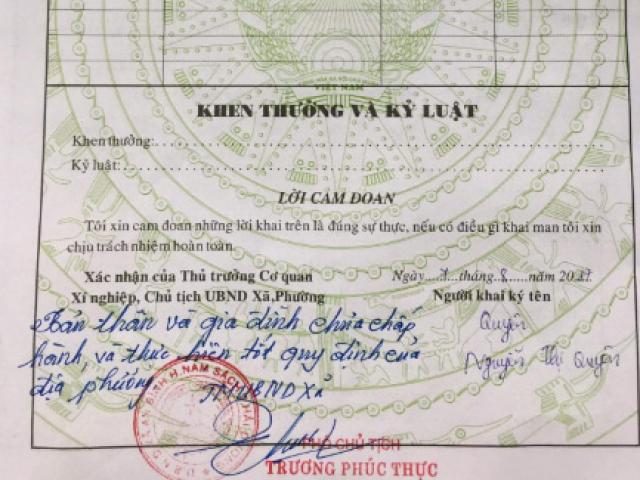 VIỆT NAM
KHEN THƯỞNG VÀ KỶ LUẬT
Khen thưởng:
Kỷ luật:
LỜI CAM ĐOAN
Tôi xin cam đoan những lời khai trên là đúng sự thực, nếu có điều gì khai man tôi xin
chịu trách nhiệm hoàn toàn.
Xác nhận của Thủ trưởng Cơ quan
Xí nghiệp, Chủ tịch UBND Xã,Phường
Ngày 7 tháng 8 năm 2017
Người khai ký tên
Bản thân và gia đình chưa chấp
hành, và thực hiện tốt quy định của
địa phương
TM UBND Xã
Quyên
Nguyễn Thị Quyên
PHÓ CHỦ TỊCH
TRƯƠNG PHÚC THỰC